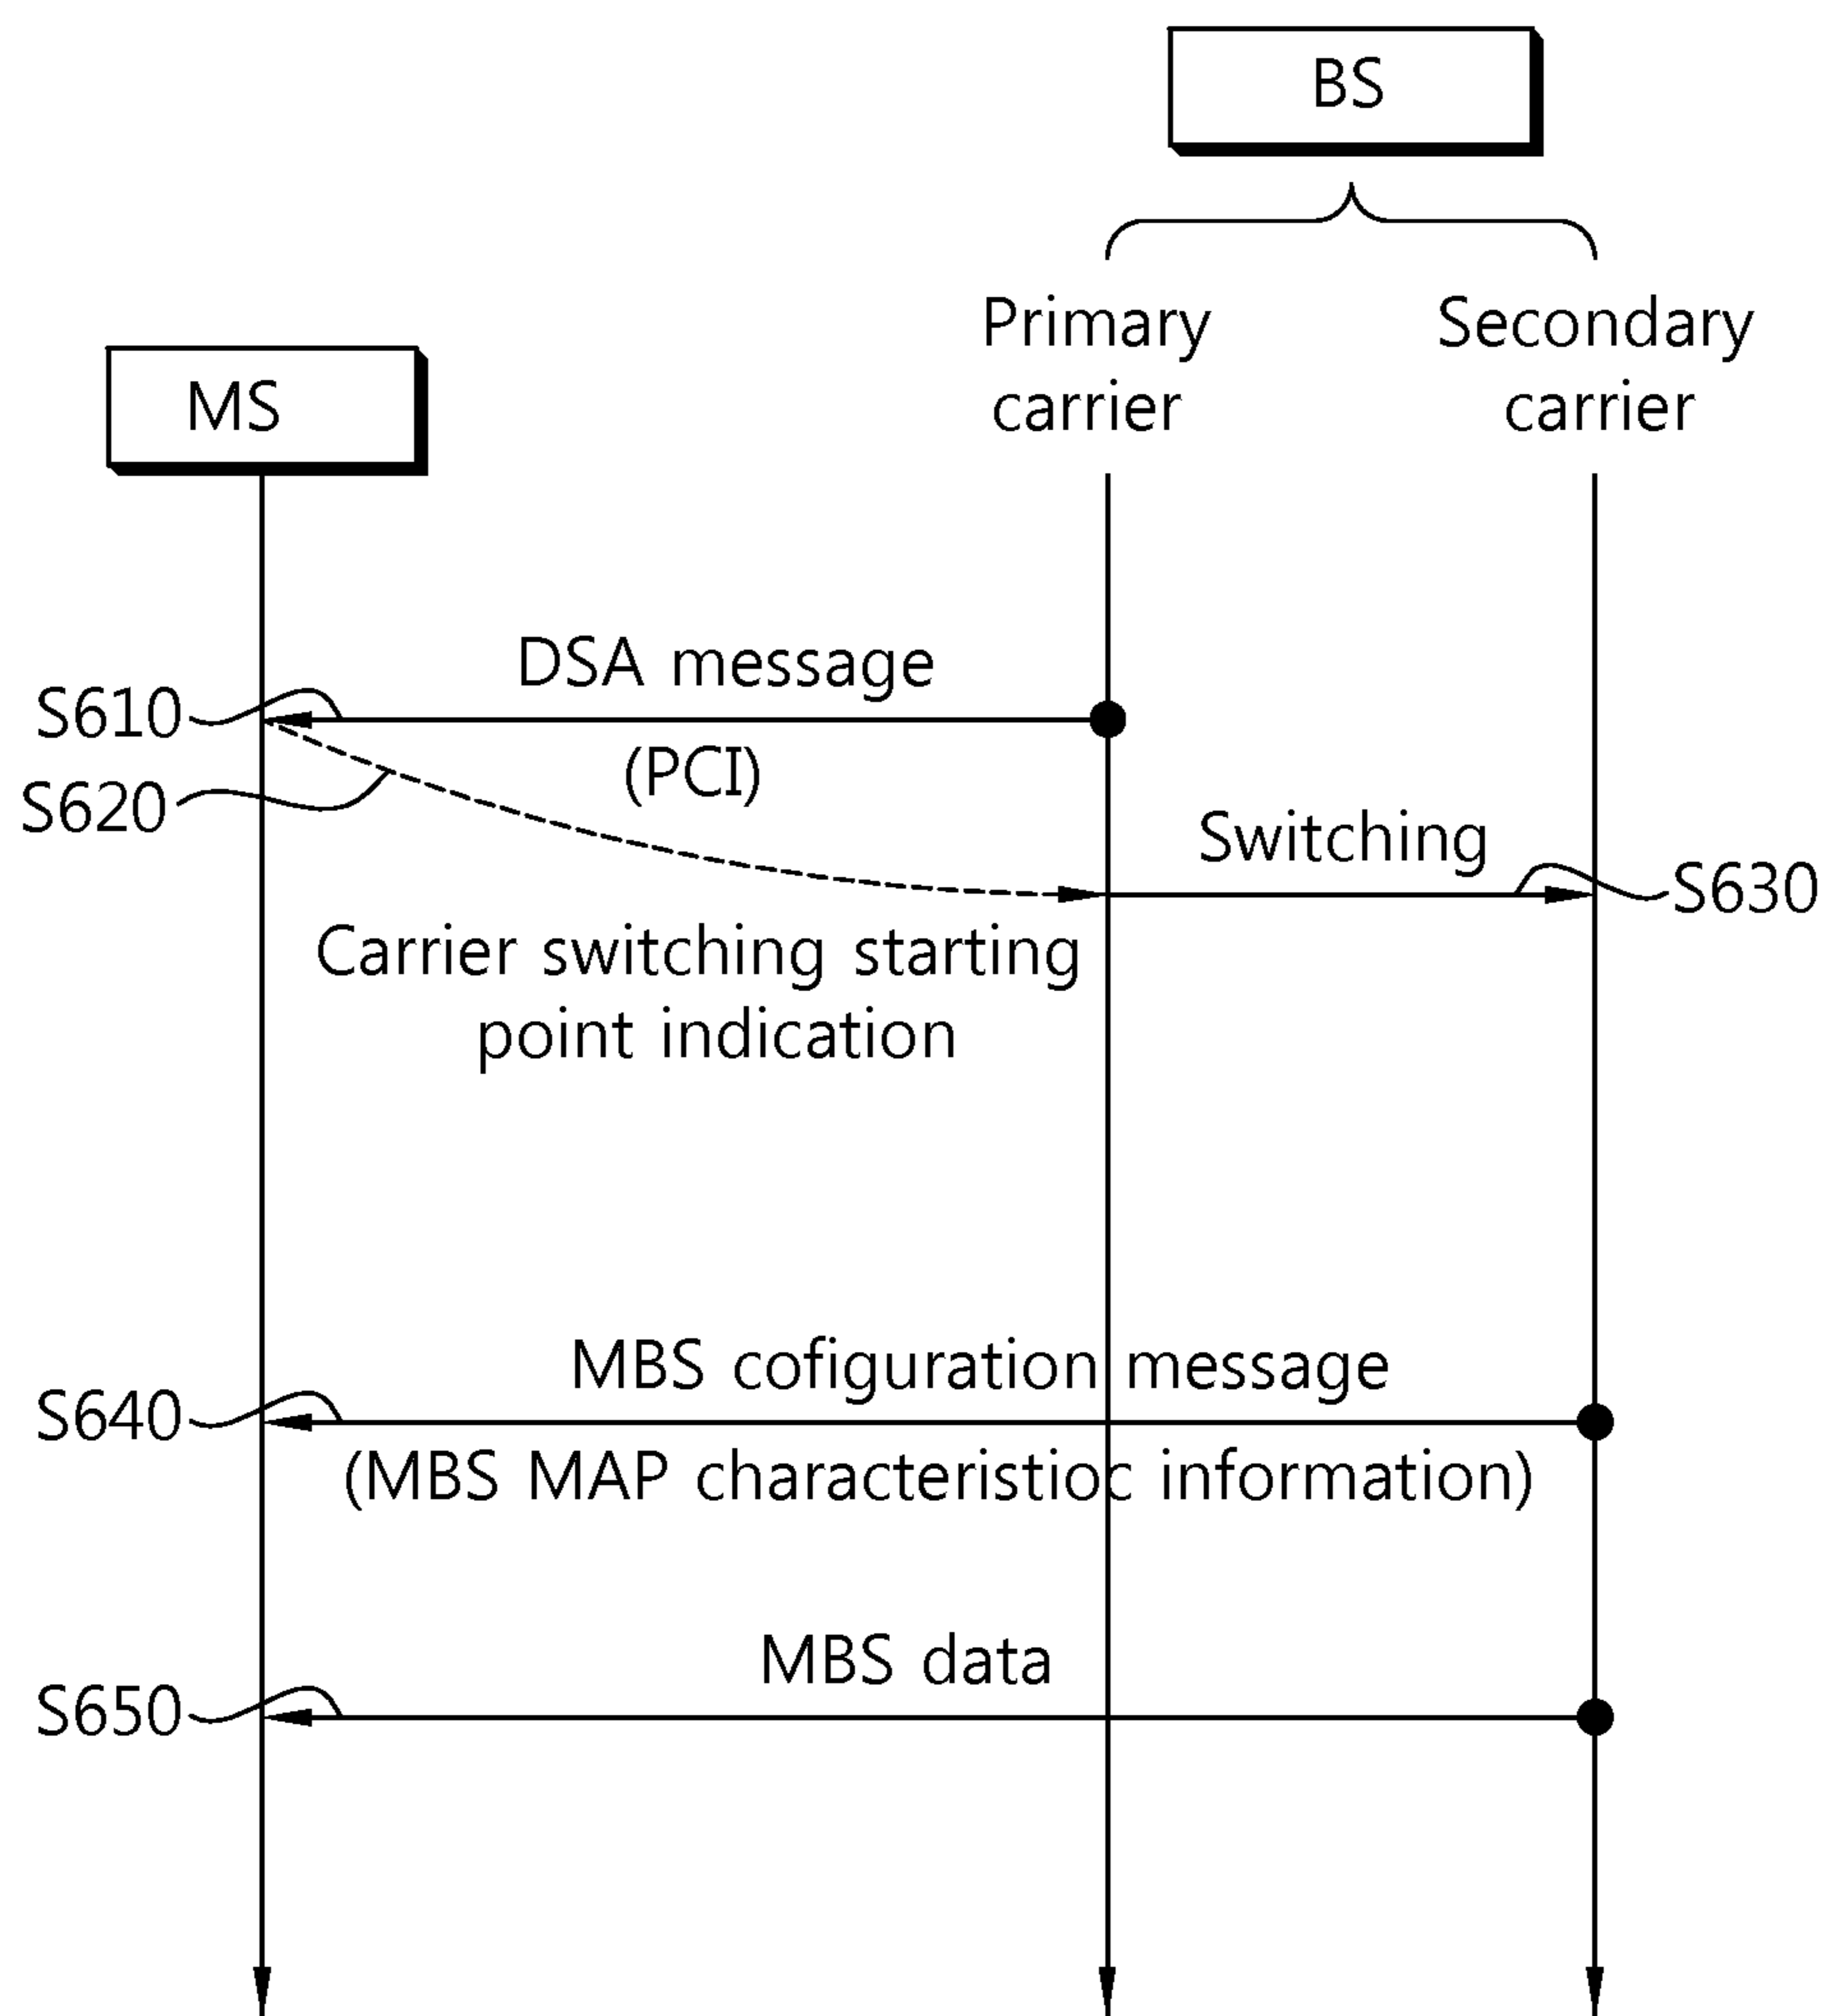 BS
Primary
carrier
Secondary
carrier
MS
DSA message
S610
(PCI)
S620
Switching
S630
Carrier switching starting
point indication
MBS cofiguration message
S640
(MBS MAP characteristioc information)
MBS data
S650